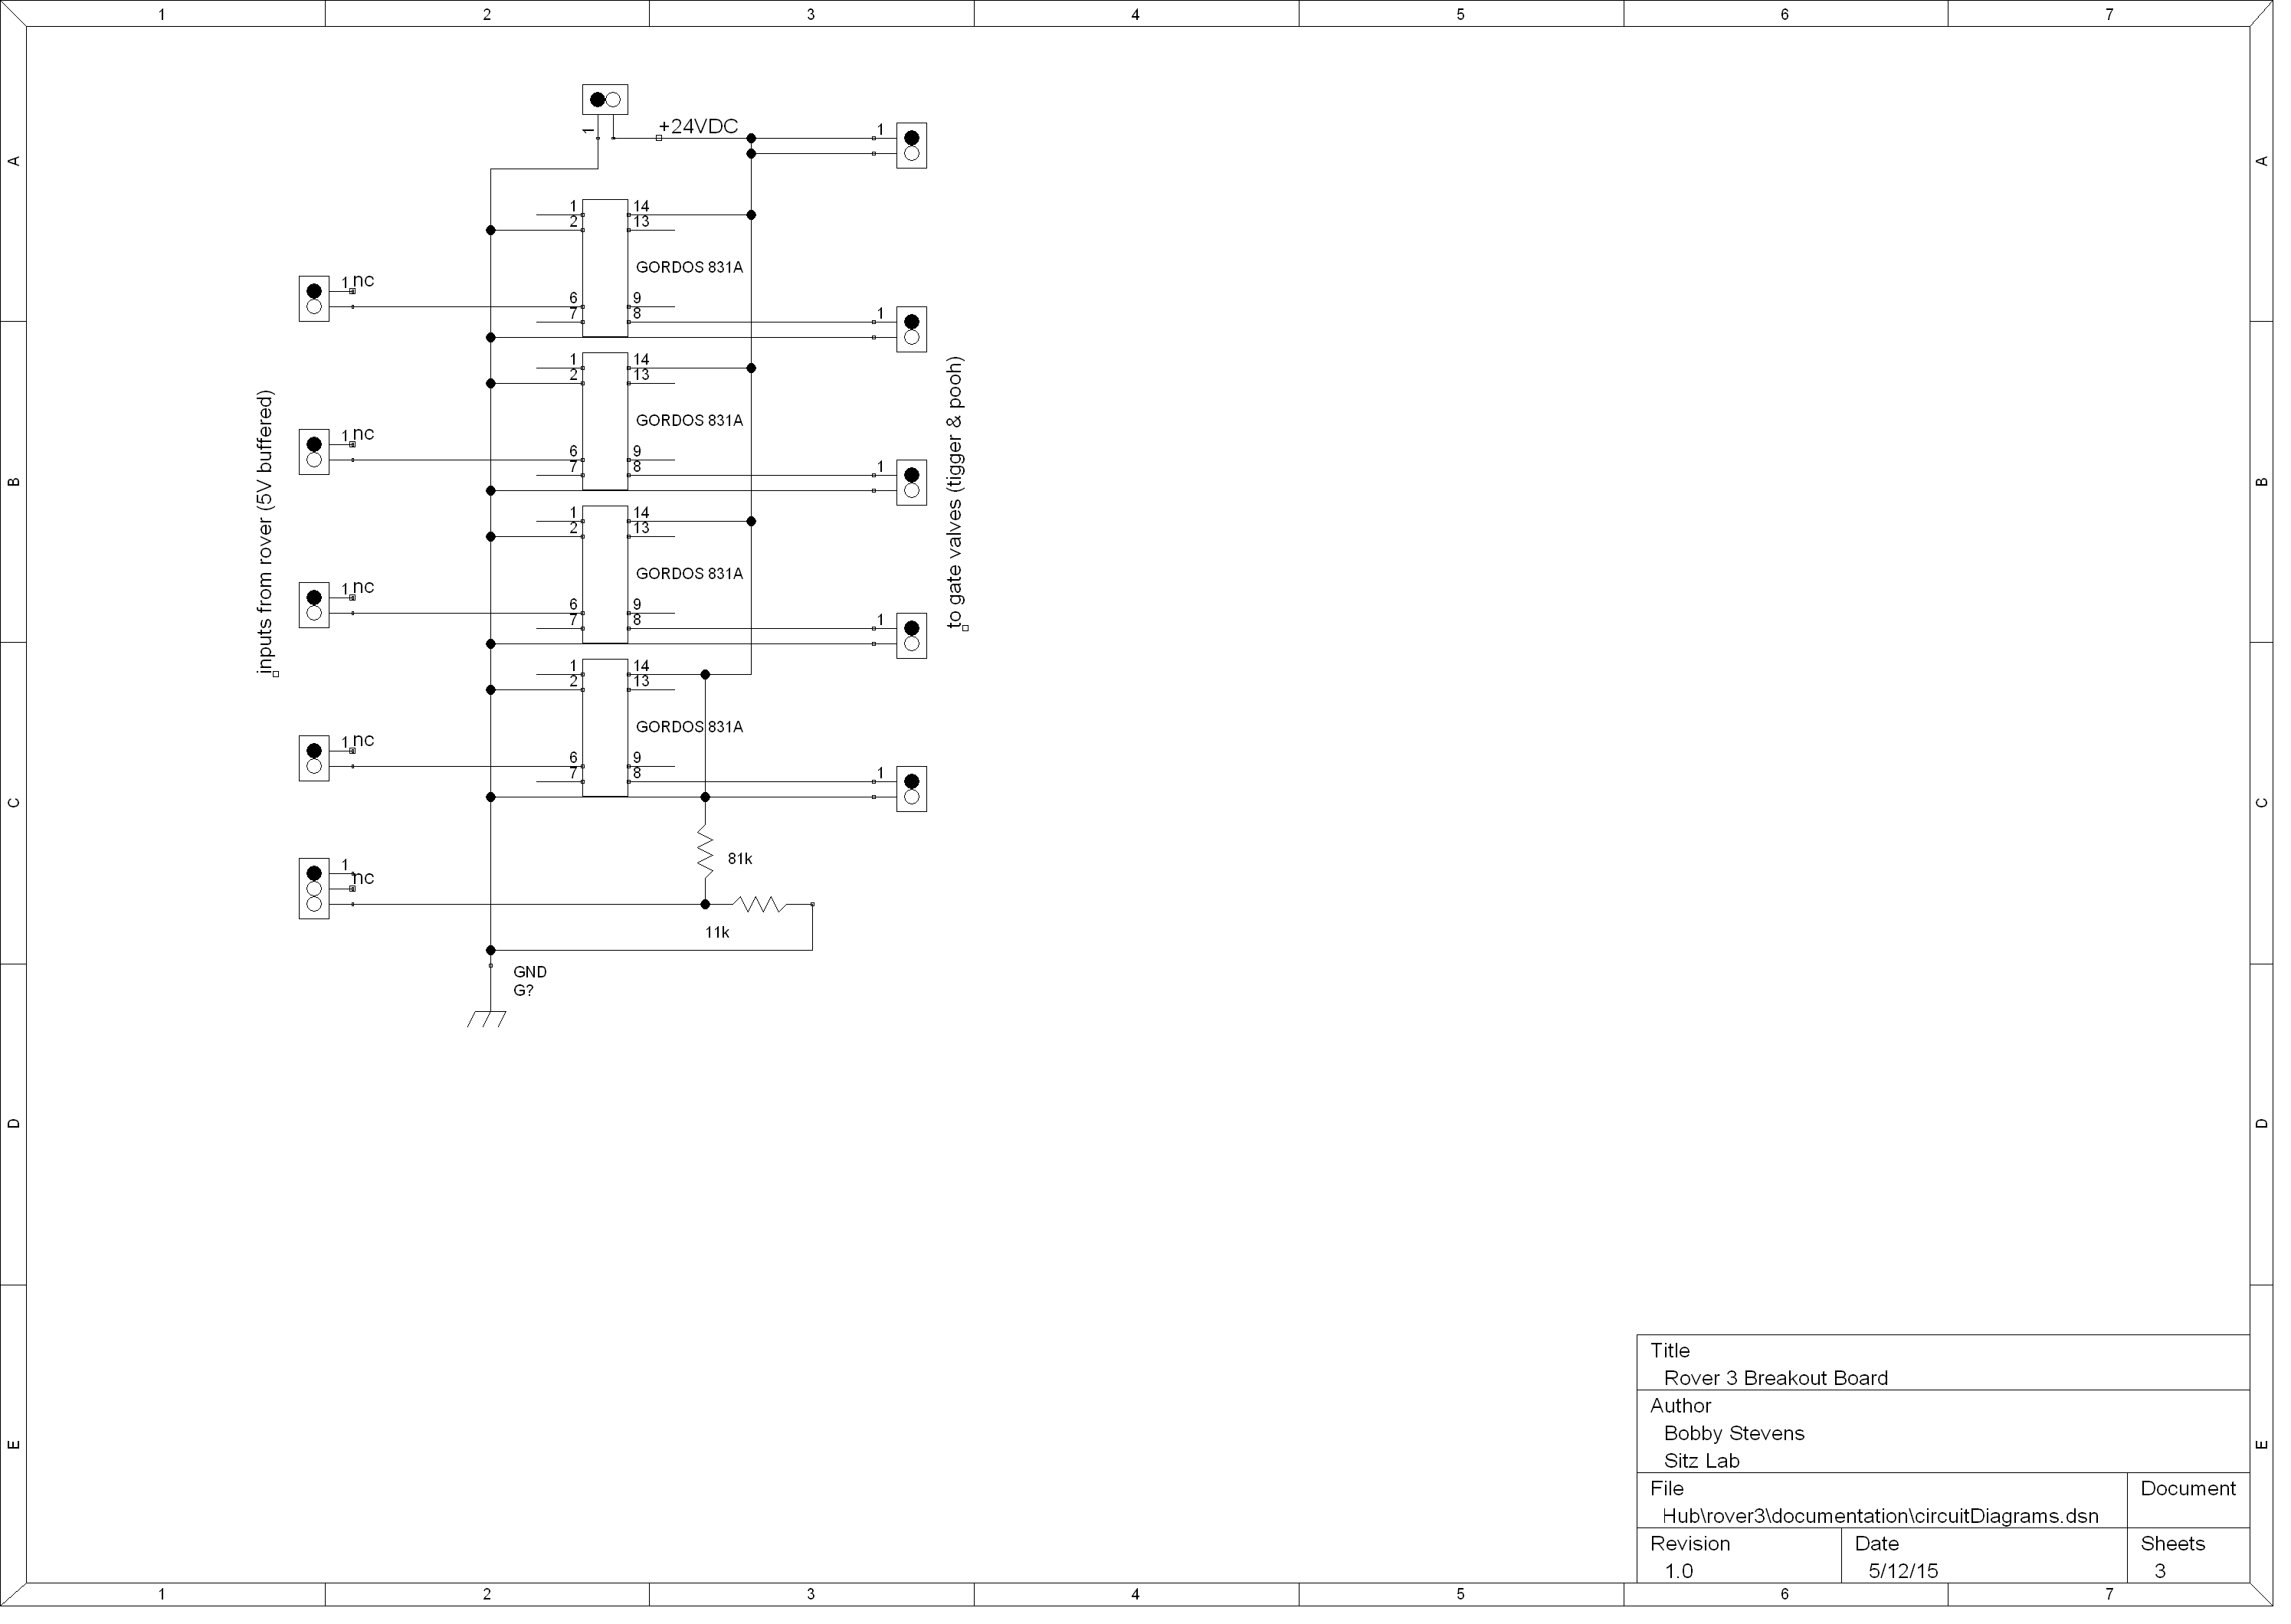 1 2 3 4 5 6 7
A
A
1
+24VDC
1
1 14
2 13
GORDOS 831A
1 nc
6 9
7 8
1
1 14
2 13
GORDOS 831A
1 nc
6 9
7 8
1
B
B
inputs from rover (5V buffered)
to gate valves (tigger & pooh)
1 14
2 13
GORDOS 831A
1 nc
6 9
7 8
1
1 14
2 13
GORDOS 831A
1 nc
6 9
7 8
1
C
C
81k
1
nc
11k
GND
G?
D
D
E
E
Title
Rover 3 Breakout Board
Author
Bobby Stevens
Sitz Lab
File
Hub\rover3\documentation\circuitDiagrams.dsn
Document
Revision
1.0
Date
5/12/15
Sheets
3
1 2 3 4 5 6 7